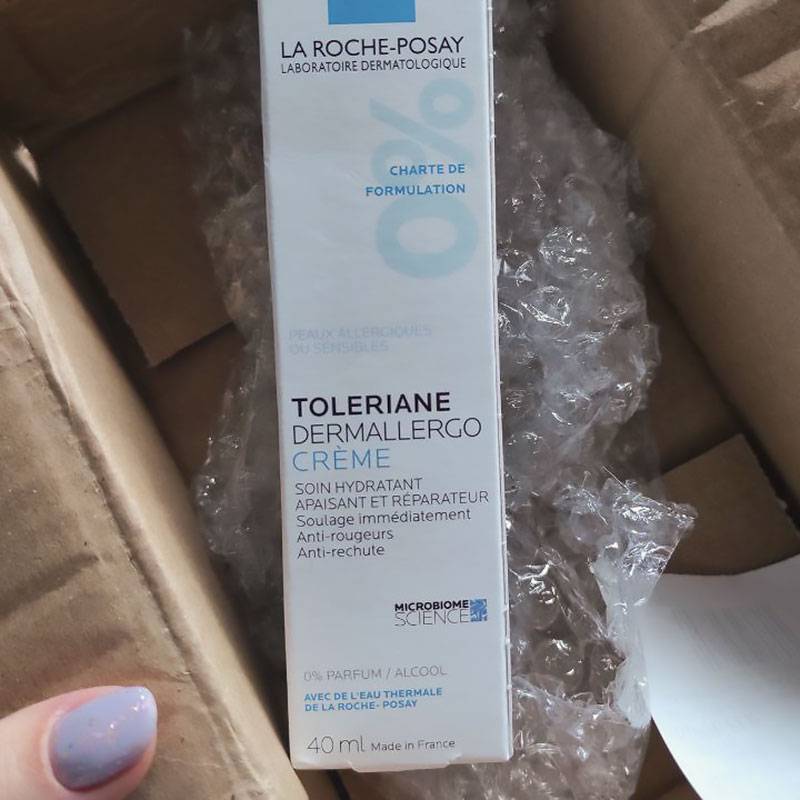 LA ROCHE-POSAY
LABORATOIRE DERMATOLOGIQUE
0%
CHARTE DE
FORMULATION
PEAUX ALLERGIQUES
OU SENSIBLES
TOLERIANE
DERMALLERGO
CRÈME
SOIN HYDRATANT
APAISANT ET RÉPARATEUR
Soulage immédiatement
Anti-rougeurs
Anti-rechute
MICROBIOME
SCIENCE
0% PARFUM / ALCOOL
AVEC DE L'EAU THERMALE
DE LA ROCHE-POSAY
40 ml Made in France